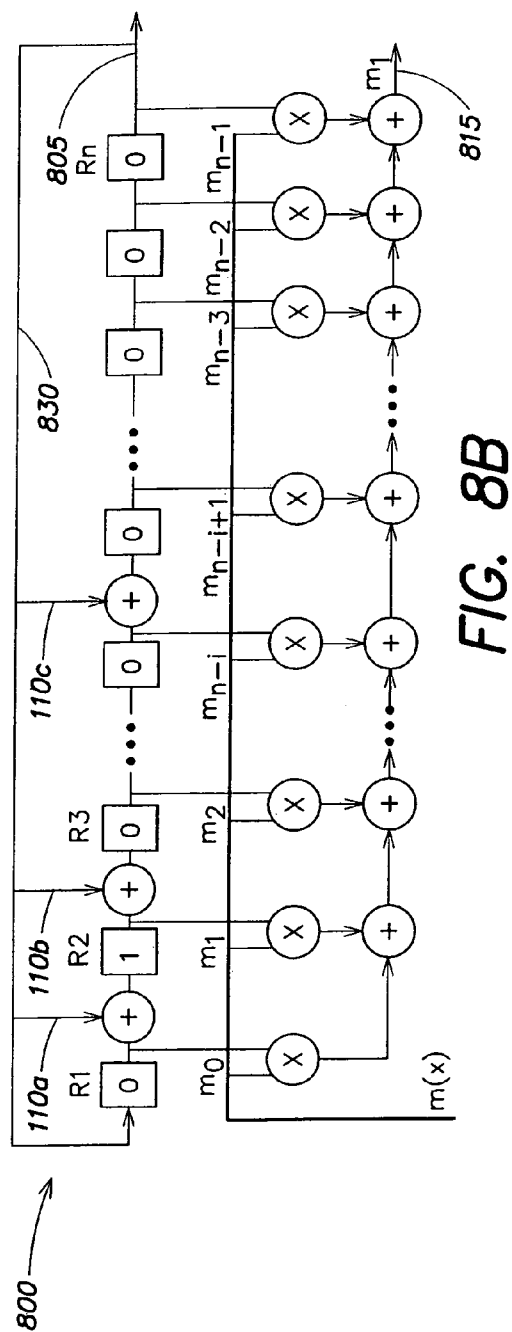 800
830
805
110a
110b
110c
R1
R2
R3
Rn
0
+
1
+
0
0
+
0
0
0
0
m0
m1
m2
mn-i
mn-i+1
mn-3
mn-2
mn-1
X
X
X
X
X
X
X
X
+
+
+
+
+
+
+
m1
815
m(x)
FIG. 8B